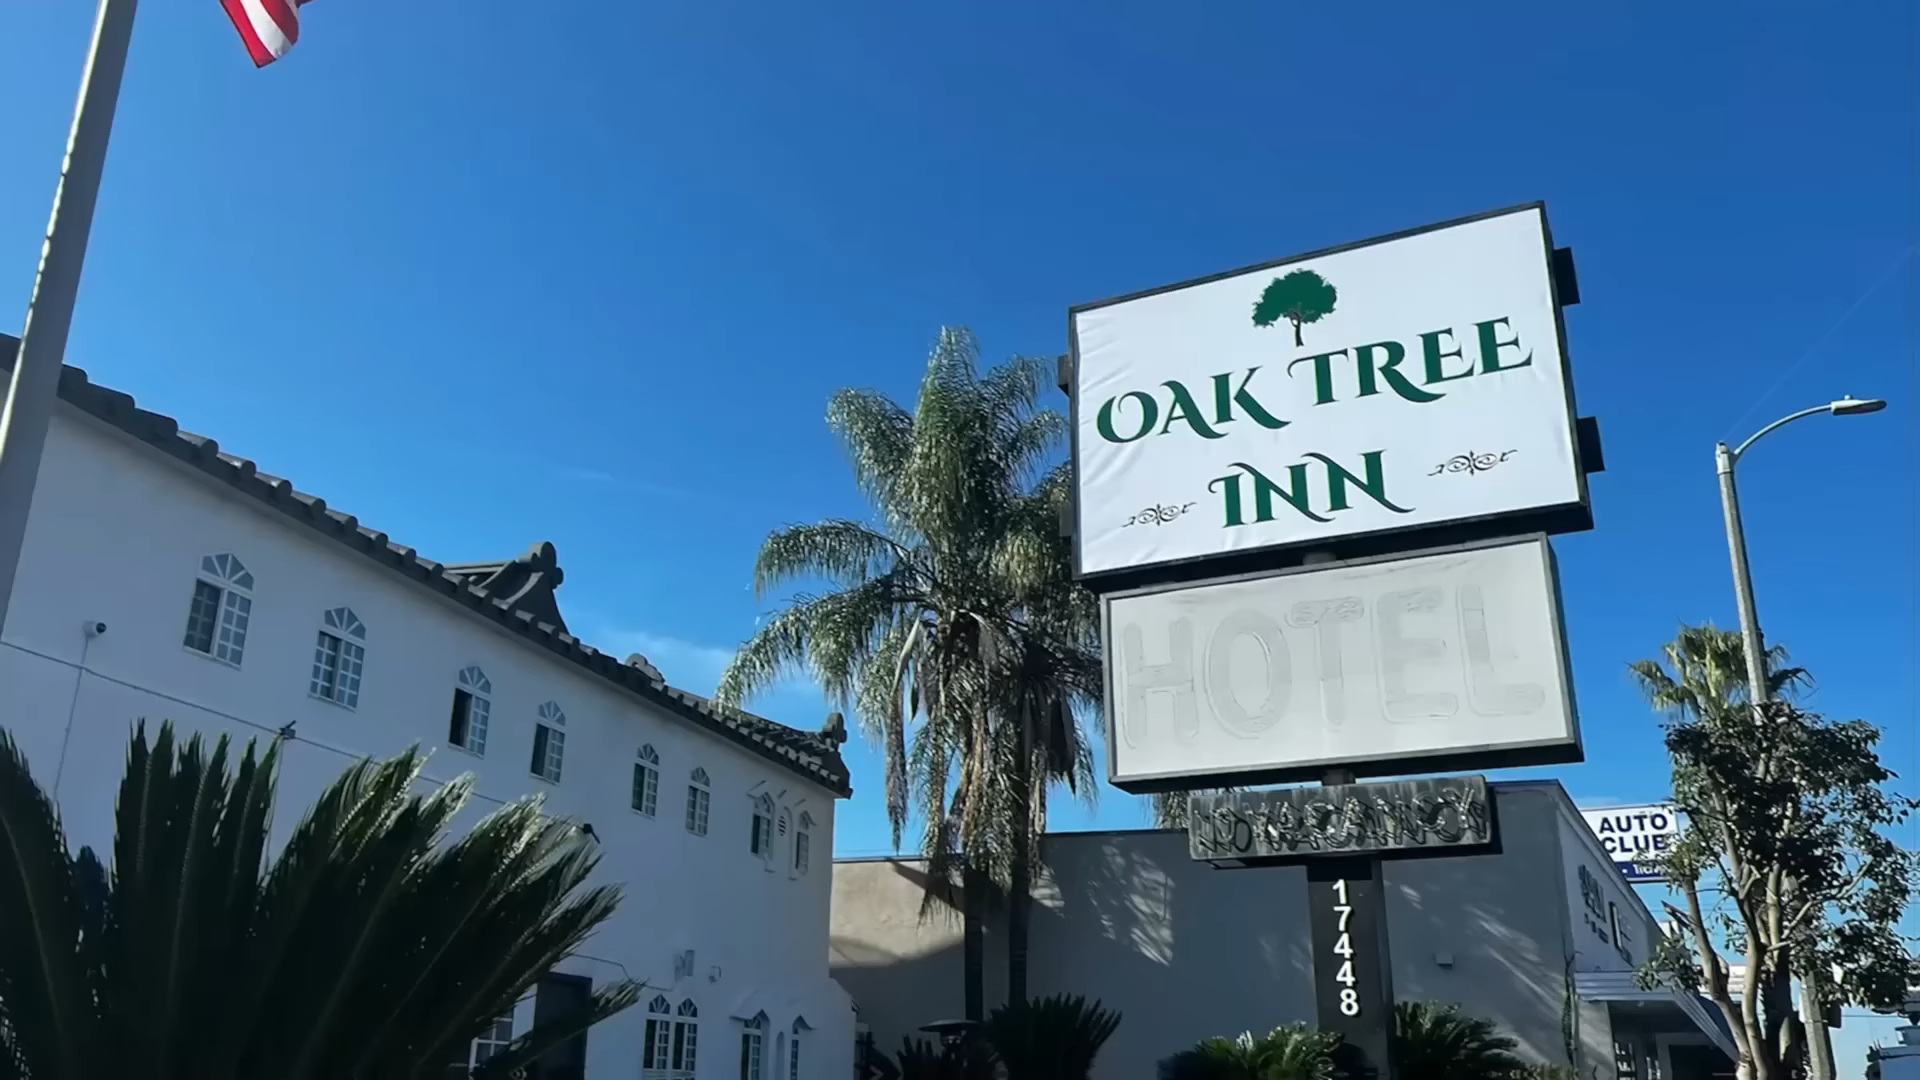 OAK TREE
INN
HOTEL
NO VACANCY
17448
AUTO
CLUB